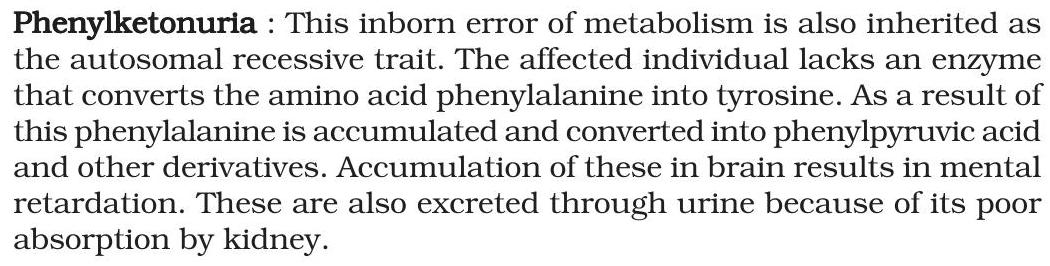 Phenylketonuria : This inborn error of metabolism is also inherited as
the autosomal recessive trait. The affected individual lacks an enzyme
that converts the amino acid phenylalanine into tyrosine. As a result of
this phenylalanine is accumulated and converted into phenylpyruvic acid
and other derivatives. Accumulation of these in brain results in mental
retardation. These are also excreted through urine because of its poor
absorption by kidney.